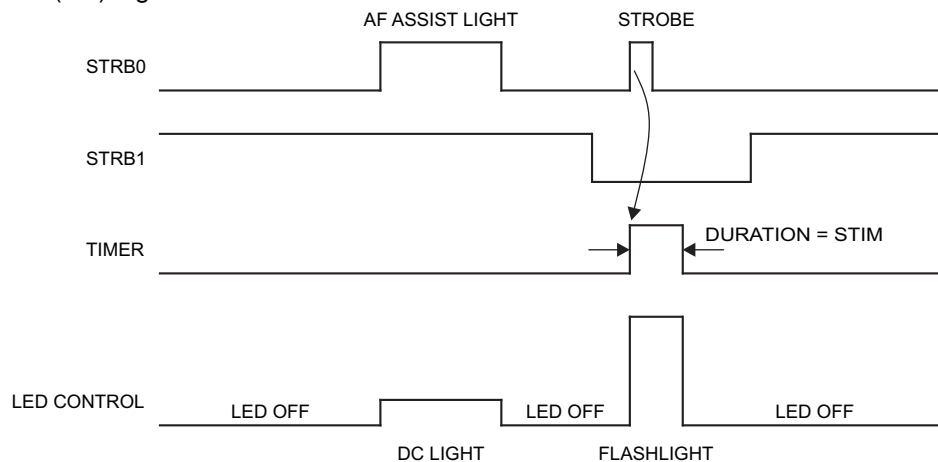 AF ASSIST LIGHT STROBE
STRB0
STRB1
TIMER
DURATION = STIM
LED CONTROL
LED OFF LED OFF LED OFF
DC LIGHT FLASHLIGHT